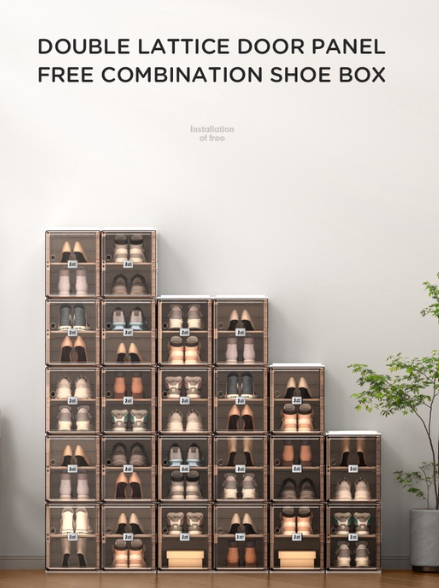 DOUBLE LATTICE DOOR PANEL
FREE COMBINATION SHOE BOX
Installation
of free